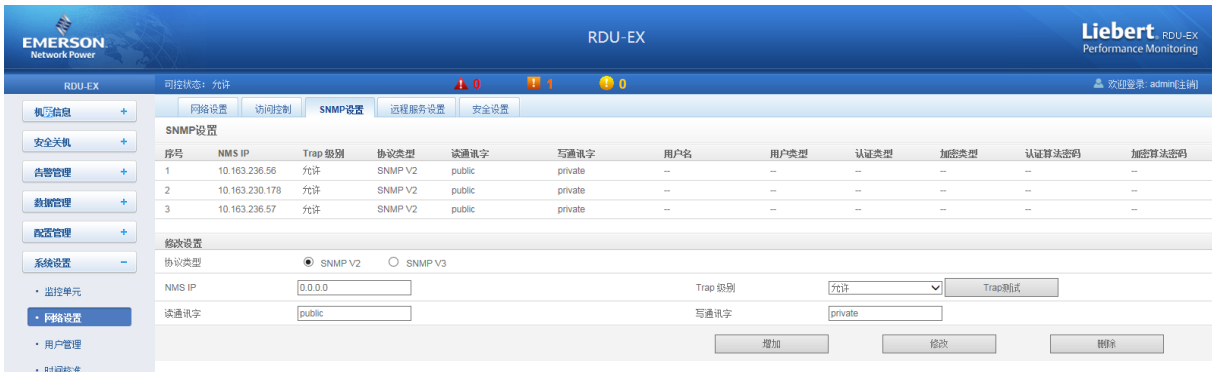 EMERSON
Network Power
RDU-EX
Liebert® RDU-EX
Performance Monitoring
RDU-EX
可控状态: 允许
0
1
0
欢迎登录: admin[注销]
机房信息 +
安全关机 +
告警管理 +
数据管理 +
配置管理 +
系统设置 −
· 监控单元
· 网络设置
· 用户管理
· 时间校准
网络设置 访问控制 SNMP设置 远程服务设置 安全设置
SNMP设置
序号 NMS IP Trap 级别 协议类型 读通讯字 写通讯字 用户名 用户类型 认证类型 加密类型 认证算法密码 加密算法密码
1 10.163.236.56 允许 SNMP V2 public private -- -- -- -- -- --
2 10.163.230.178 允许 SNMP V2 public private -- -- -- -- -- --
3 10.163.236.57 允许 SNMP V2 public private -- -- -- -- -- --
修改设置
协议类型 SNMP V2 SNMP V3
NMS IP 0.0.0.0 Trap 级别 允许 Trap测试
读通讯字 public 写通讯字 private
增加 修改 删除